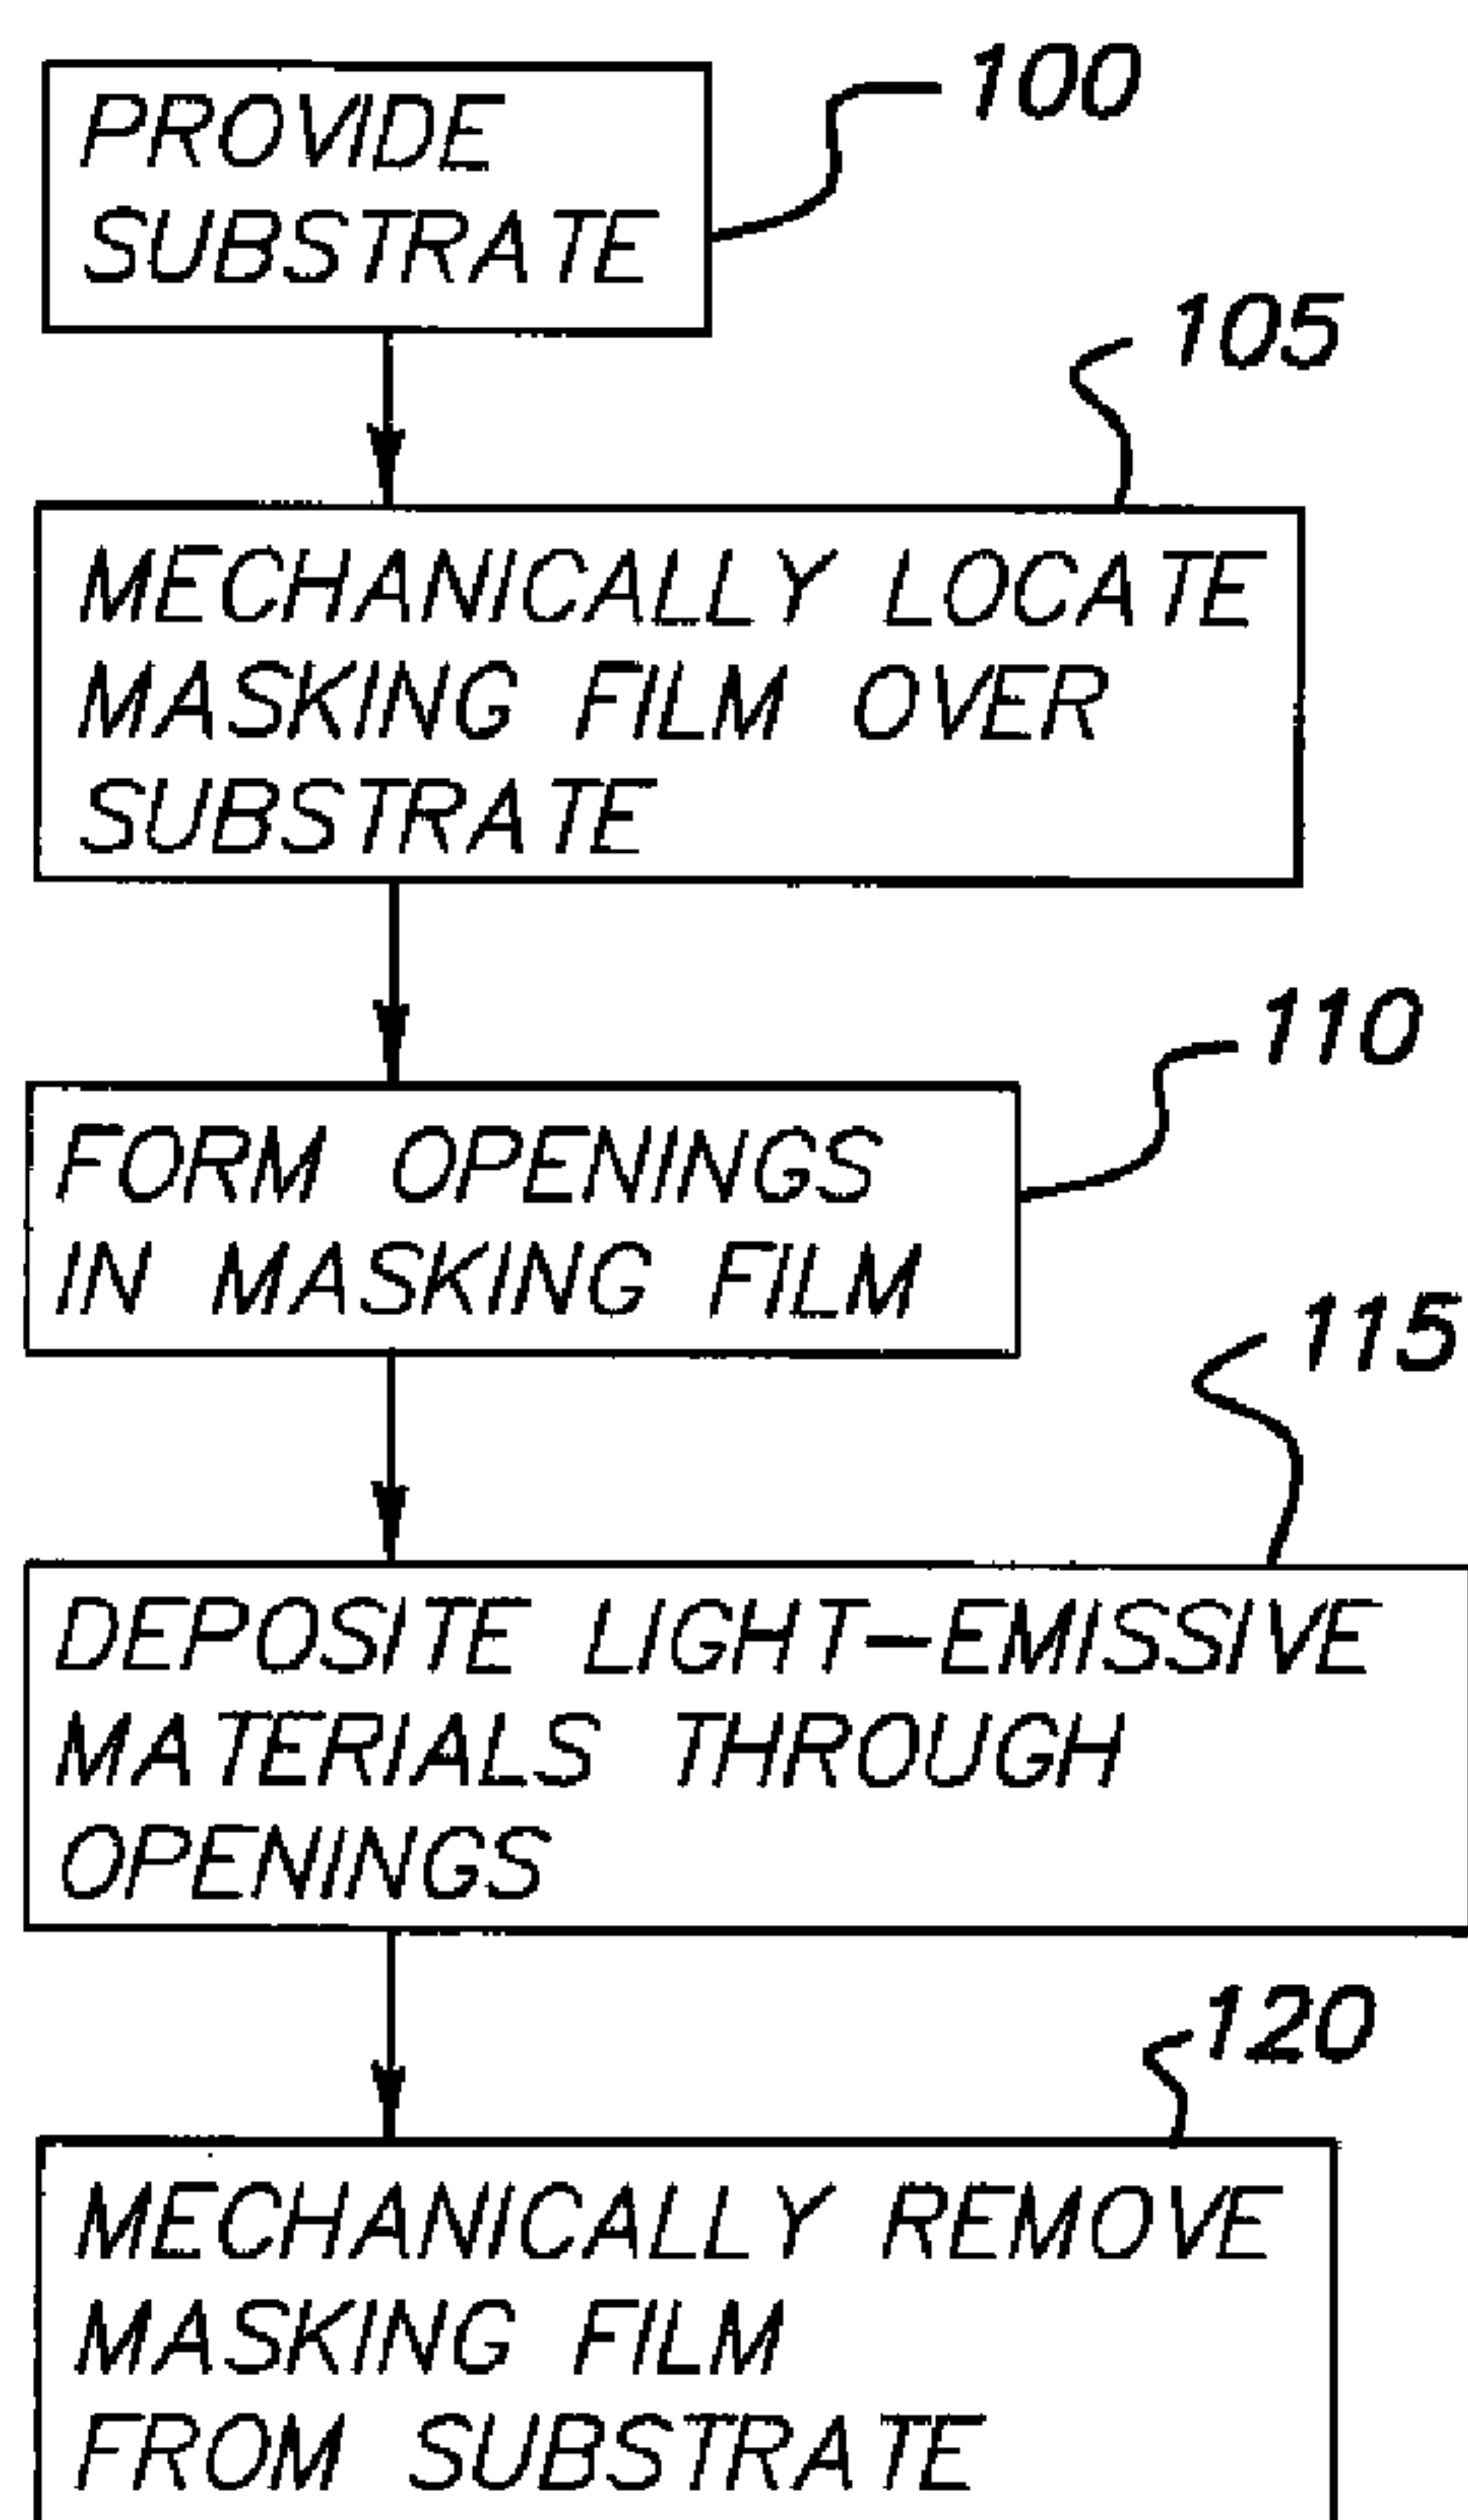 100
PROVIDE
SUBSTRATE
105
MECHANICALLY LOCATE
MASKING FILM OVER
SUBSTRATE
110
FORM OPENINGS
IN MASKING FILM
115
DEPOSITE LIGHT-EMISSIVE
MATERIALS THROUGH
OPENINGS
120
MECHANICALLY REMOVE
MASKING FILM
FROM SUBSTRATE